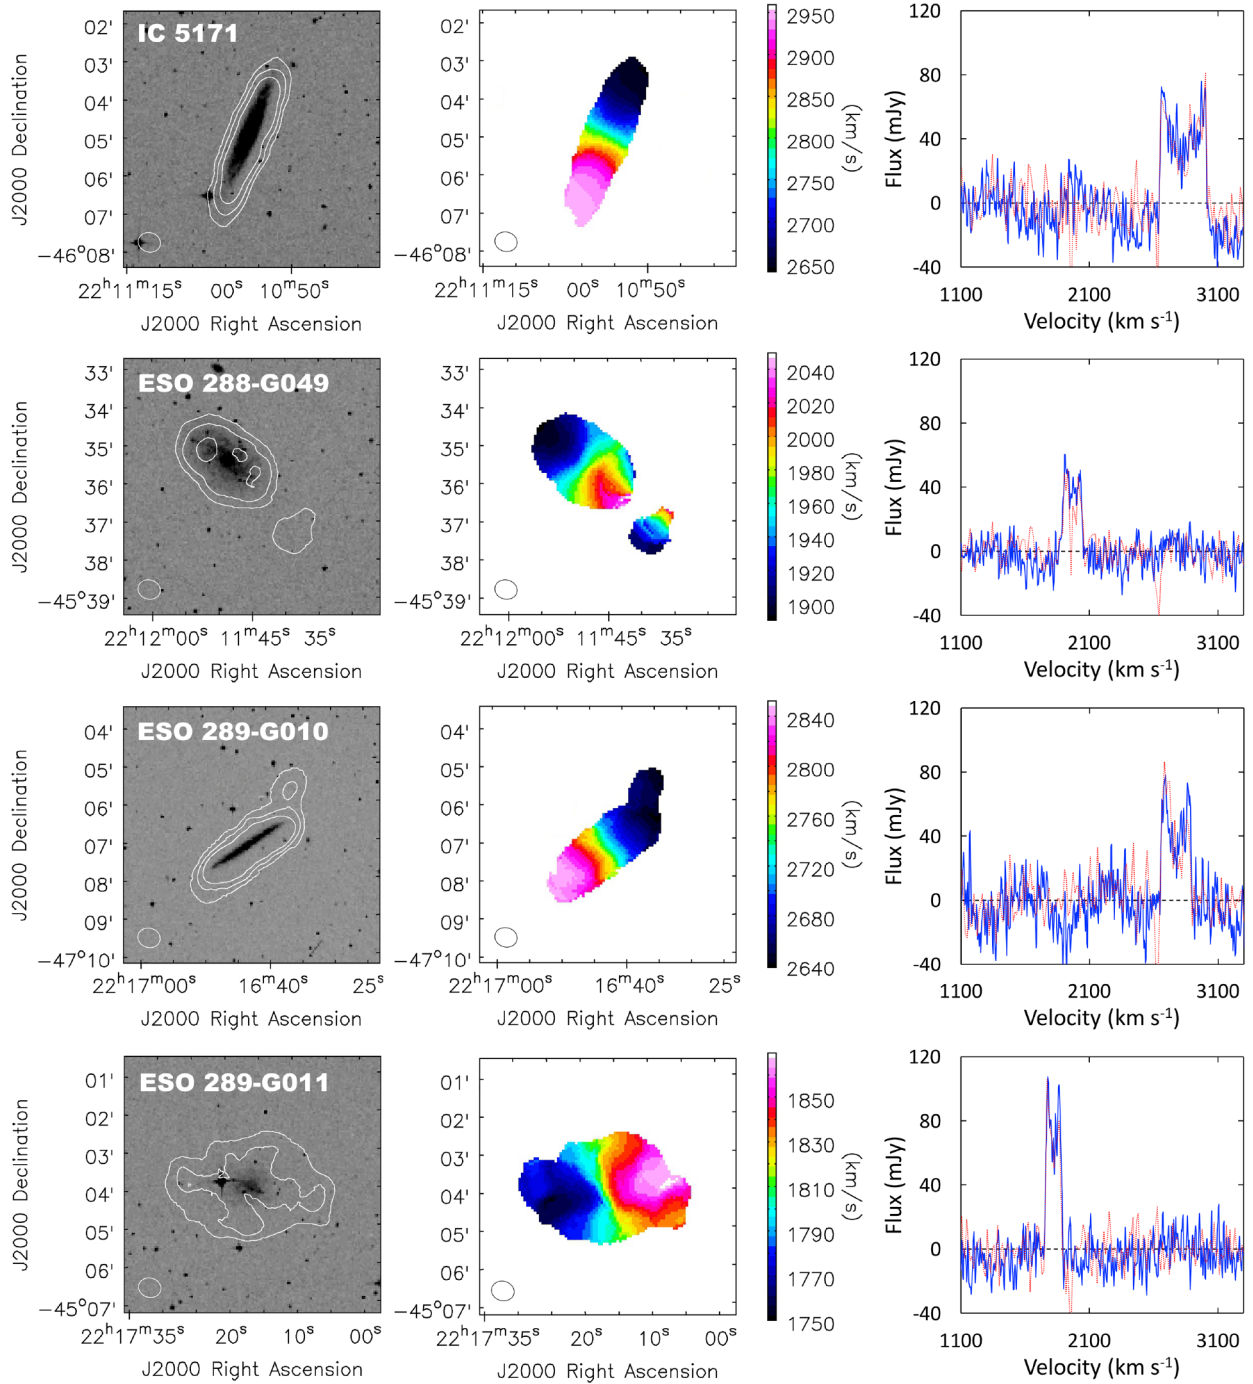 IC 5171
02'
03'
04'
05'
06'
07'
−46°08'
22ʰ11ᵐ15ˢ 00ˢ 10ᵐ50ˢ
J2000 Right Ascension
J2000 Declination
02'
03'
04'
05'
06'
07'
−46°08'
22ʰ11ᵐ15ˢ 00ˢ 10ᵐ50ˢ
J2000 Right Ascension
2950
2900
2850
2800
2750
2700
2650
(km/s)
Flux (mJy)
120
80
40
0
-40
1100 2100 3100
Velocity (km s⁻¹)
ESO 288-G049
33'
34'
35'
36'
37'
38'
−45°39'
22ʰ12ᵐ00ˢ 11ᵐ45ˢ 35ˢ
J2000 Right Ascension
J2000 Declination
33'
34'
35'
36'
37'
38'
−45°39'
22ʰ12ᵐ00ˢ 11ᵐ45ˢ 35ˢ
J2000 Right Ascension
2040
2020
2000
1980
1960
1940
1920
1900
(km/s)
Flux (mJy)
120
80
40
0
-40
1100 2100 3100
Velocity (km s⁻¹)
ESO 289-G010
04'
05'
06'
07'
08'
09'
−47°10'
22ʰ17ᵐ00ˢ 16ᵐ40ˢ 25ˢ
J2000 Right Ascension
J2000 Declination
04'
05'
06'
07'
08'
09'
−47°10'
22ʰ17ᵐ00ˢ 16ᵐ40ˢ 25ˢ
J2000 Right Ascension
2840
2800
2760
2720
2680
2640
(km/s)
Flux (mJy)
120
80
40
0
-40
1100 2100 3100
Velocity (km s⁻¹)
ESO 289-G011
01'
02'
03'
04'
05'
06'
−45°07'
22ʰ17ᵐ35ˢ 20ˢ 10ˢ 00ˢ
J2000 Right Ascension
J2000 Declination
01'
02'
03'
04'
05'
06'
−45°07'
22ʰ17ᵐ35ˢ 20ˢ 10ˢ 00ˢ
J2000 Right Ascension
1850
1830
1810
1790
1770
1750
(km/s)
Flux (mJy)
120
80
40
0
-40
1100 2100 3100
Velocity (km s⁻¹)